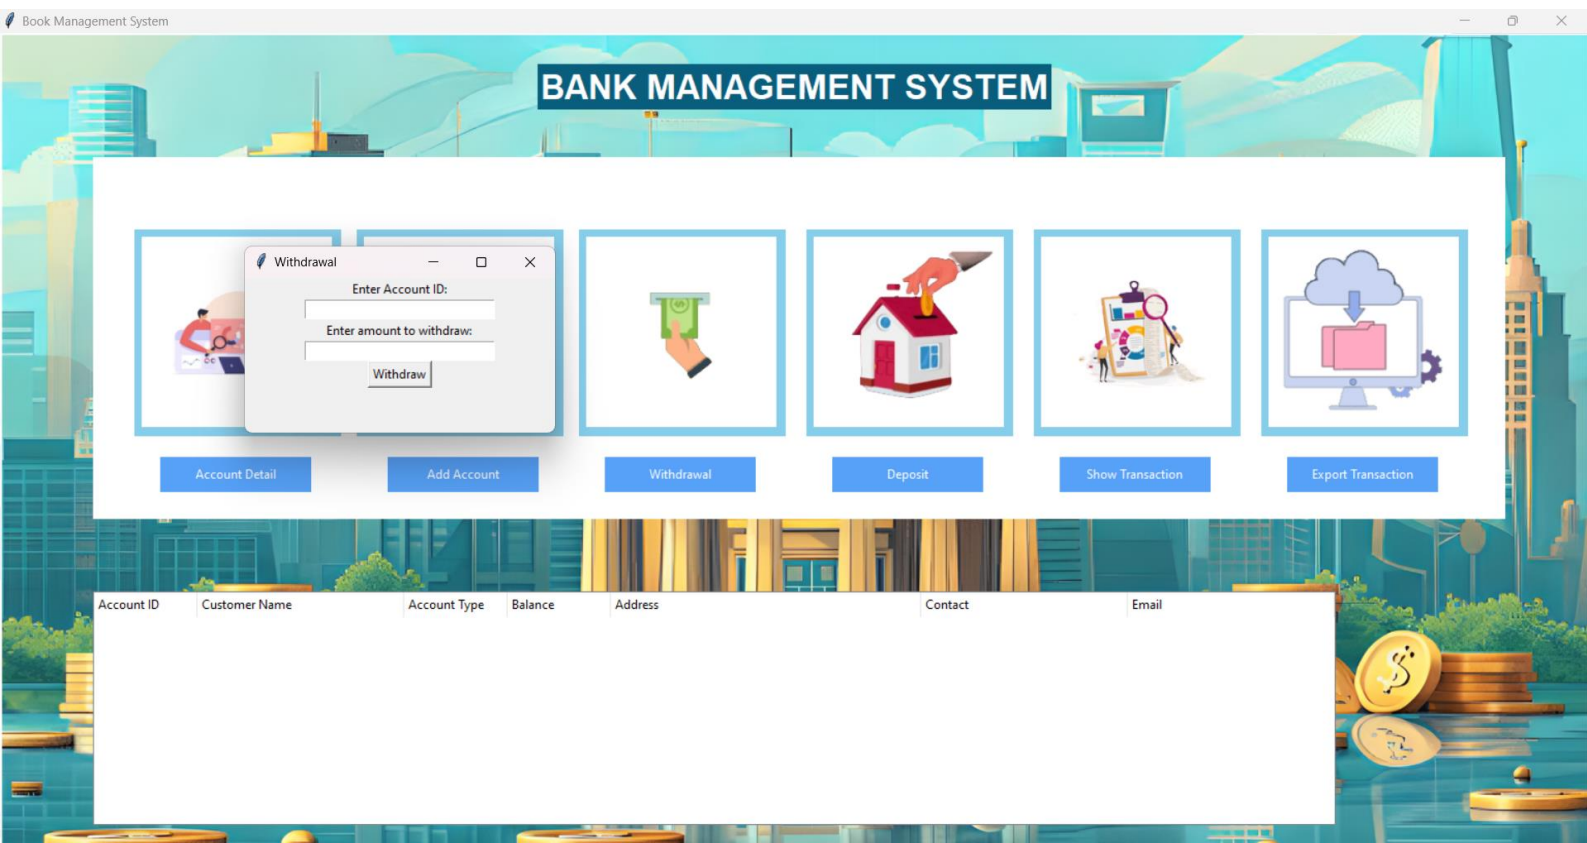 Book Management System
BANK MANAGEMENT SYSTEM
Withdrawal
Enter Account ID:
Enter amount to withdraw:
Withdraw
Account Detail
Add Account
Withdrawal
Deposit
Show Transaction
Export Transaction
Account ID Customer Name Account Type Balance Address Contact Email